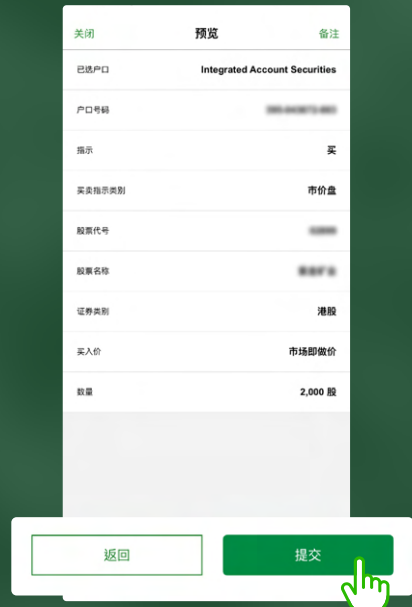 关闭 预览 备注
已选户口 Integrated Account Securities
户口号码
指示 买
买卖指示类别 市价盘
股票代号
股票名称
证券类别 港股
买入价 市场即做价
数量 2,000 股
返回 提交